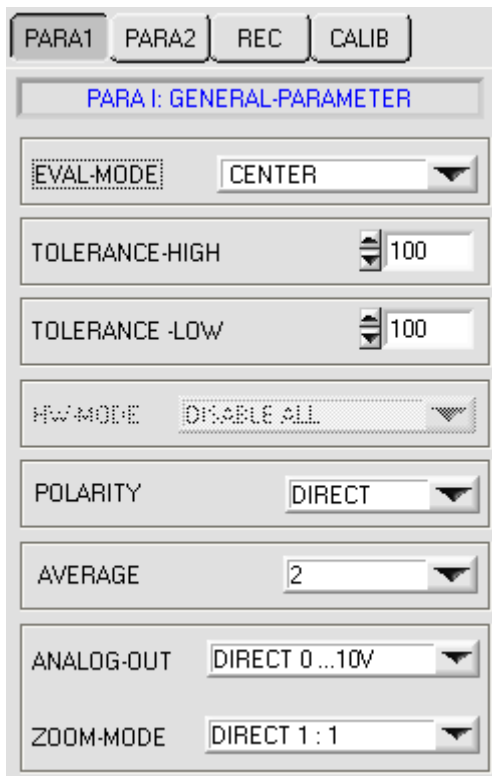 PARA1 PARA2 REC CALIB
PARA I: GENERAL-PARAMETER
EVAL-MODE CENTER
TOLERANCE-HIGH 100
TOLERANCE -LOW 100
HW-MODE DISABLE ALL
POLARITY DIRECT
AVERAGE 2
ANALOG-OUT DIRECT 0 ...10V
ZOOM-MODE DIRECT 1 : 1